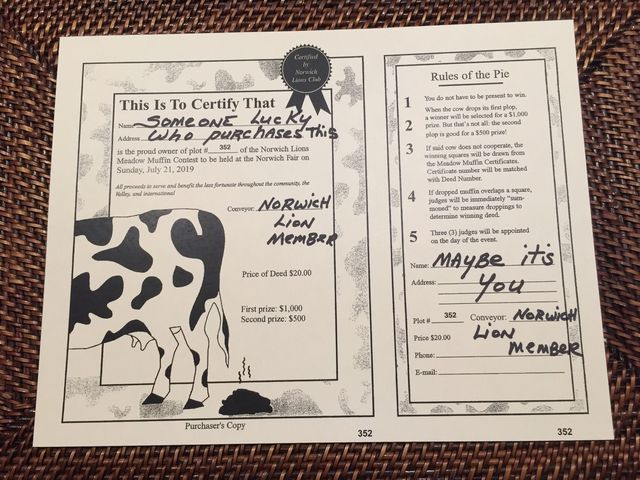 Certified
by
Norwich
Lions Club
This Is To Certify That
Name SOMEONE LUCKY
Address WHO PURCHASES THIS
is the proud owner of plot # 352 of the Norwich Lions
Meadow Muffin Contest to be held at the Norwich Fair on
Sunday, July 21, 2019
All proceeds to serve and benefit the less fortunate throughout the community, the
Valley, and international
Conveyor: NORWICH
LION
MEMBER
Price of Deed $20.00
First prize: $1,000
Second prize: $500
Purchaser's Copy
352
Rules of the Pie
1 You do not have to be present to win.
2 When the cow drops its first plop,
a winner will be selected for a $1,000
prize. But that's not all: the second
plop is good for a $500 prize!
3 If said cow does not cooperate, the
winning squares will be drawn from
the Meadow Muffin Certificates.
Certificate number will be matched
with Deed Number.
4 If dropped muffin overlaps a square,
judges will be immediately "sum-
moned" to measure droppings to
determine winning deed.
5 Three (3) judges will be appointed
on the day of the event.
Name: MAYBE it's
Address: You
Plot # 352 Conveyor: NORWICH
Price $20.00 LION
Phone: MEMBER
E-mail:
352